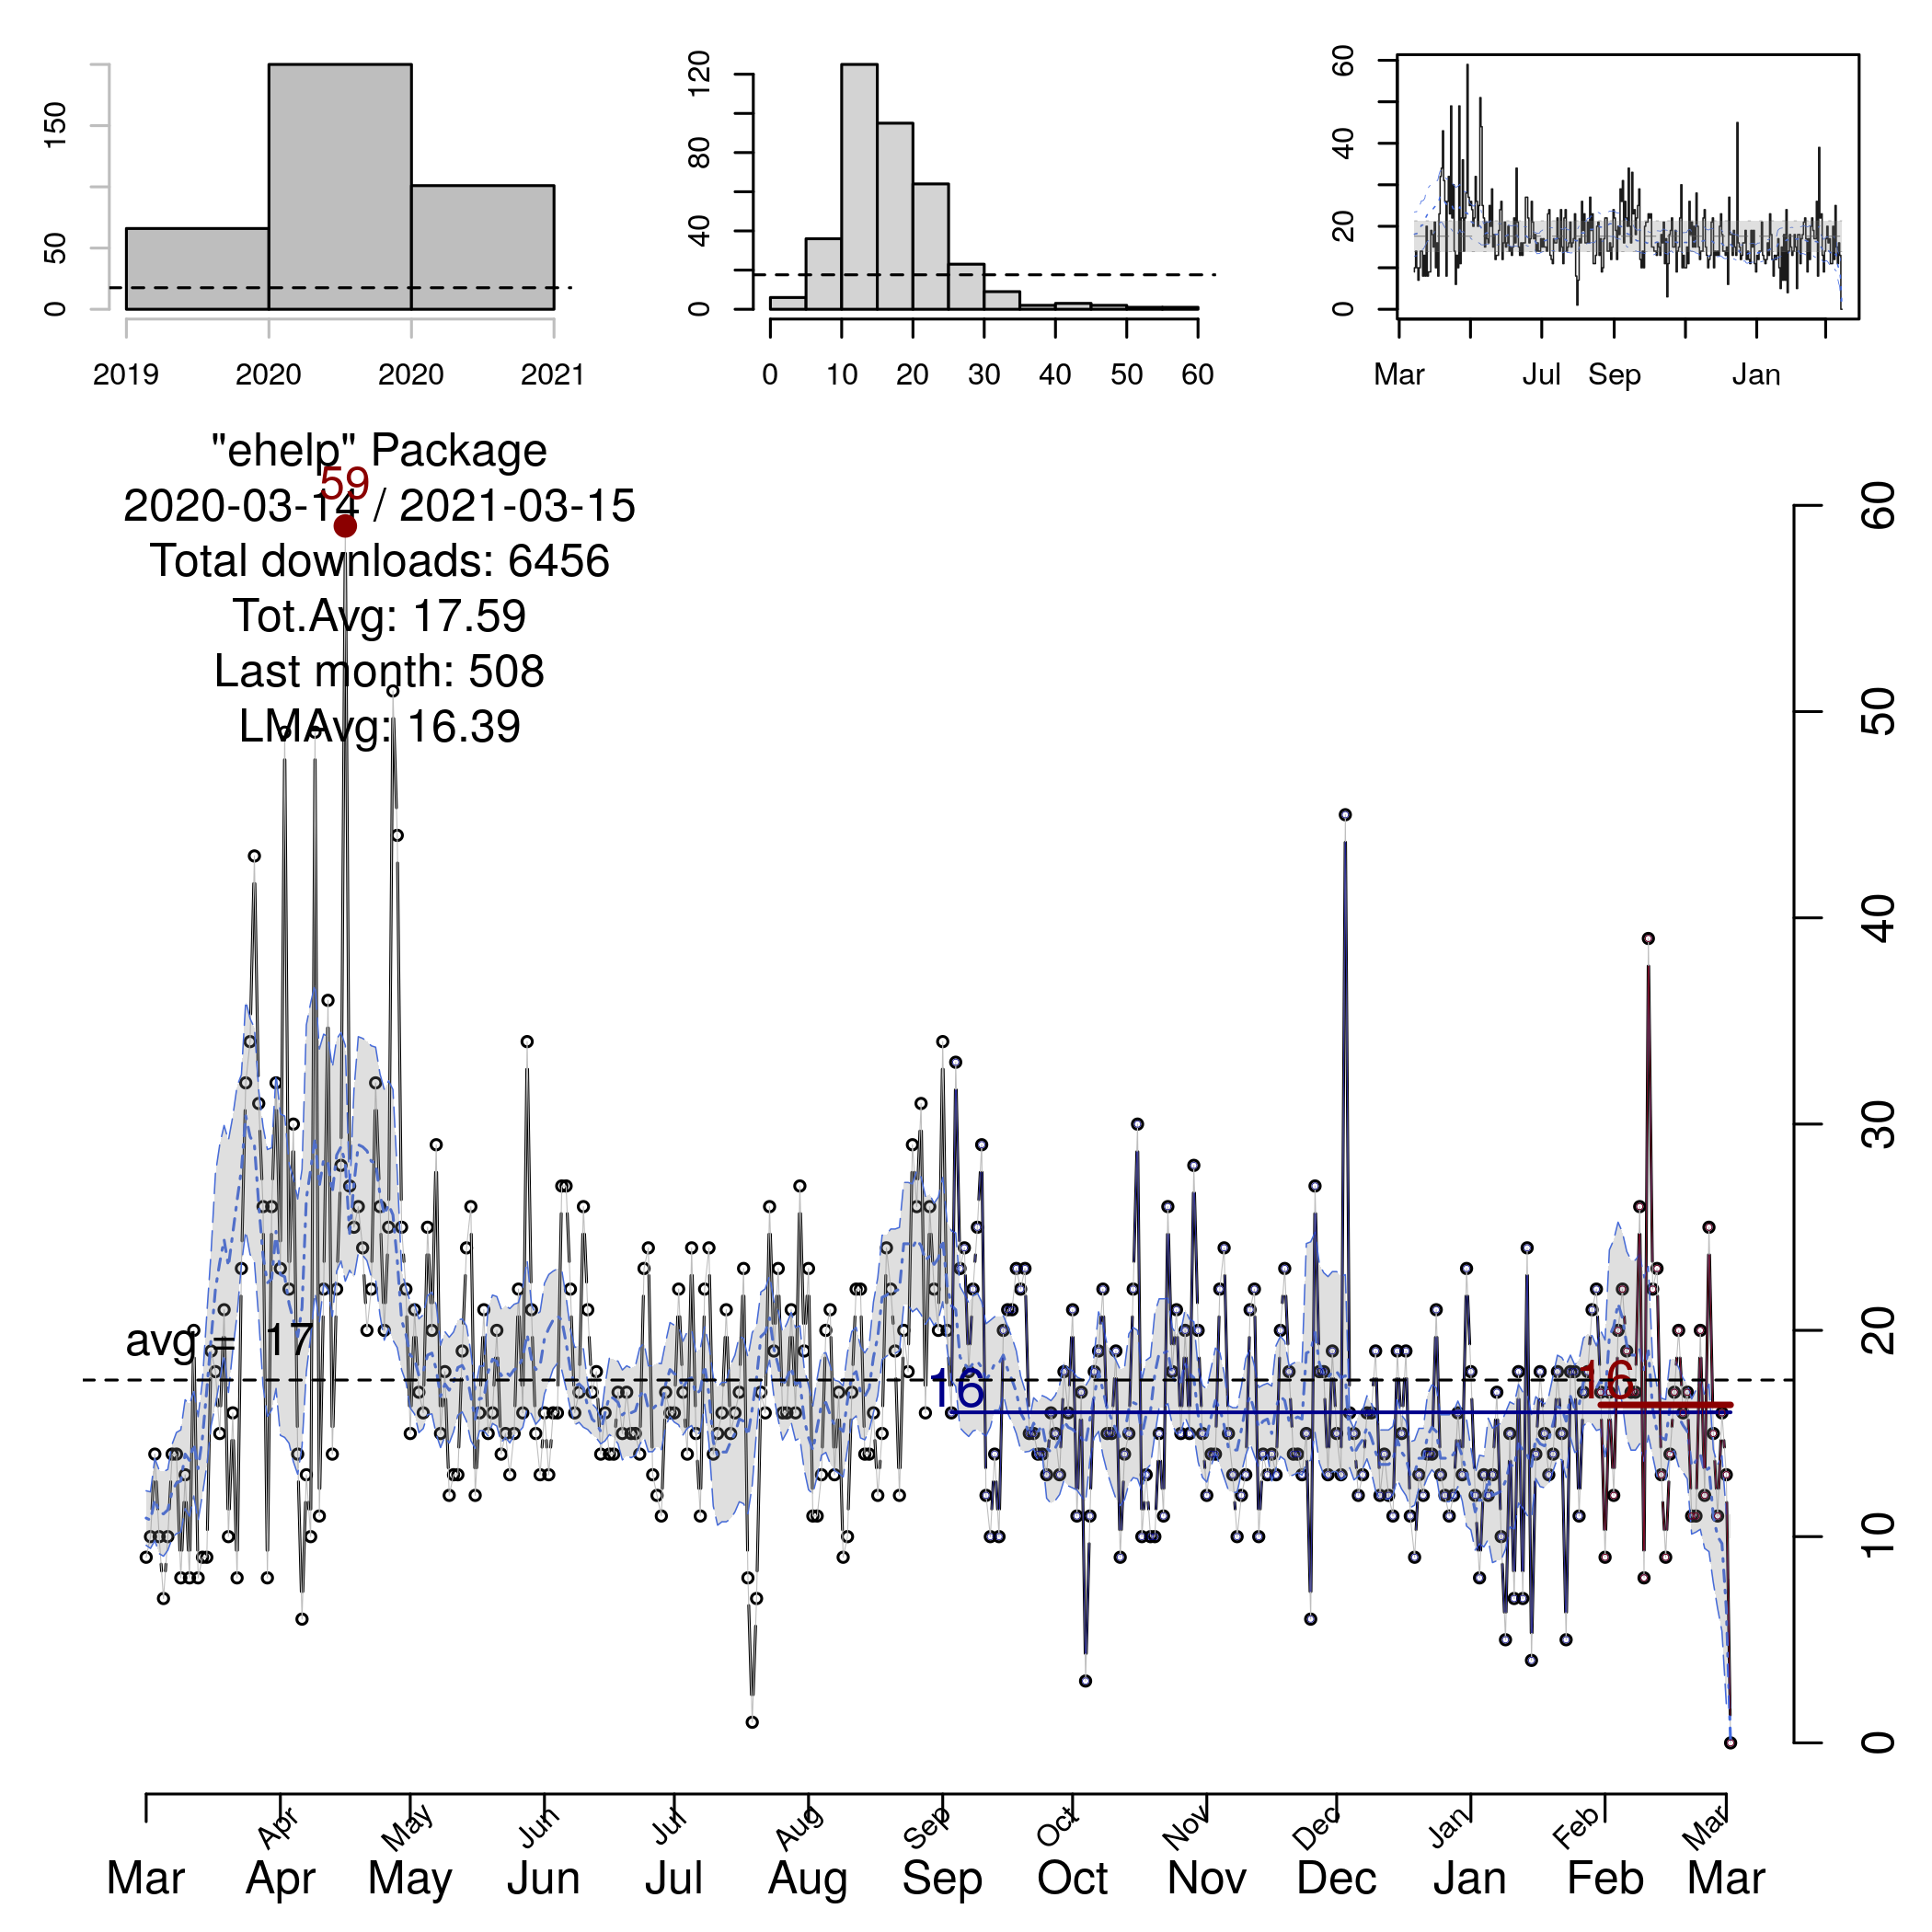 150
50
0
2019 2020 2020 2021
120
80
40
0
0 10 20 30 40 50 60
60
40
20
0
Mar Jul Sep Jan
"ehelp" Package
59
2020-03-14 / 2021-03-15
Total downloads: 6456
Tot.Avg: 17.59
Last month: 508
LMAvg: 16.39
avg = 17
16
16
60
50
40
30
20
10
0
Apr May Jun Jul Aug Sep Oct Nov Dec Jan Feb Mar
Mar Apr May Jun Jul Aug Sep Oct Nov Dec Jan Feb Mar